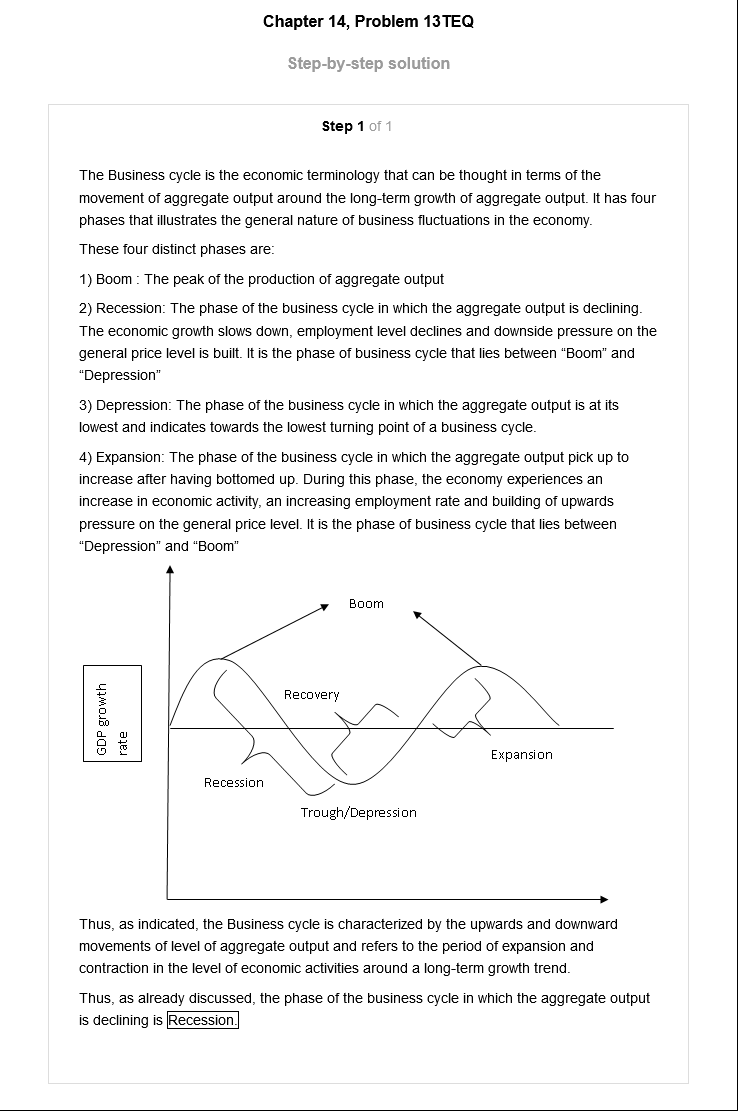 Chapter 14, Problem 13TEQ
Step-by-step solution
Step 1 of 1
The Business cycle is the economic terminology that can be thought in terms of the
movement of aggregate output around the long-term growth of aggregate output. It has four
phases that illustrates the general nature of business fluctuations in the economy.
These four distinct phases are:
1) Boom : The peak of the production of aggregate output
2) Recession: The phase of the business cycle in which the aggregate output is declining.
The economic growth slows down, employment level declines and downside pressure on the
general price level is built. It is the phase of business cycle that lies between “Boom” and
“Depression”
3) Depression: The phase of the business cycle in which the aggregate output is at its
lowest and indicates towards the lowest turning point of a business cycle.
4) Expansion: The phase of the business cycle in which the aggregate output pick up to
increase after having bottomed up. During this phase, the economy experiences an
increase in economic activity, an increasing employment rate and building of upwards
pressure on the general price level. It is the phase of business cycle that lies between
“Depression” and “Boom”
Boom
Recovery
GDP growth
rate
Expansion
Recession
Trough/Depression
Thus, as indicated, the Business cycle is characterized by the upwards and downward
movements of level of aggregate output and refers to the period of expansion and
contraction in the level of economic activities around a long-term growth trend.
Thus, as already discussed, the phase of the business cycle in which the aggregate output
is declining is Recession.